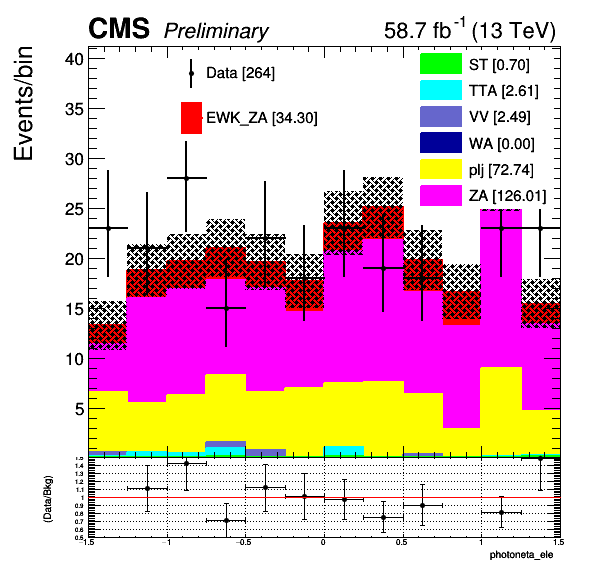 CMS Preliminary 58.7 fb⁻¹ (13 TeV)
Events/bin
40
35
30
25
20
15
10
5
Data [264]
EWK_ZA [34.30]
ST [0.70]
TTA [2.61]
VV [2.49]
WA [0.00]
plj [72.74]
ZA [126.01]
(Data/Bkg)
1.5
1.4
1.3
1.2
1.1
1
0.9
0.8
0.7
0.6
0.5
-1.5 -1 -0.5 0 0.5 1 1.5
photoneta_ele